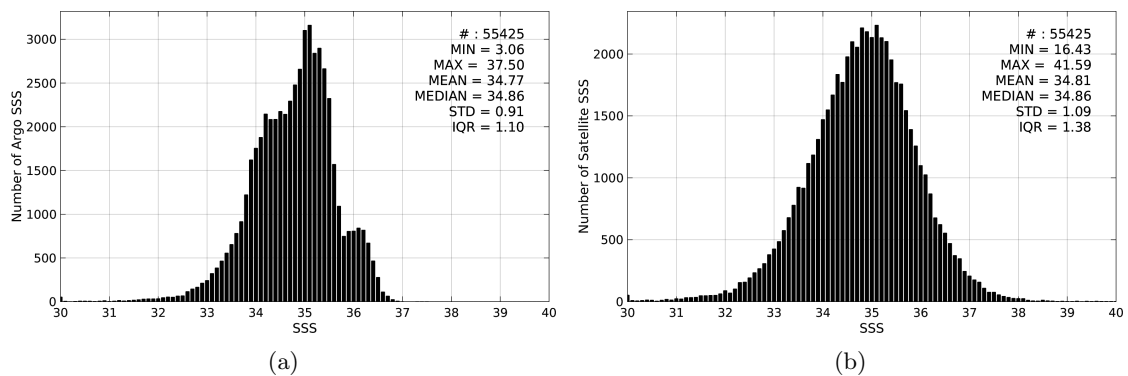 # : 55425
MIN = 3.06
MAX = 37.50
MEAN = 34.77
MEDIAN = 34.86
STD = 0.91
IQR = 1.10
Number of Argo SSS
3000
2500
2000
1500
1000
500
0
30 31 32 33 34 35 36 37 38 39 40
SSS
(a)
# : 55425
MIN = 16.43
MAX = 41.59
MEAN = 34.81
MEDIAN = 34.86
STD = 1.09
IQR = 1.38
Number of Satellite SSS
2000
1500
1000
500
0
30 31 32 33 34 35 36 37 38 39 40
SSS
(b)